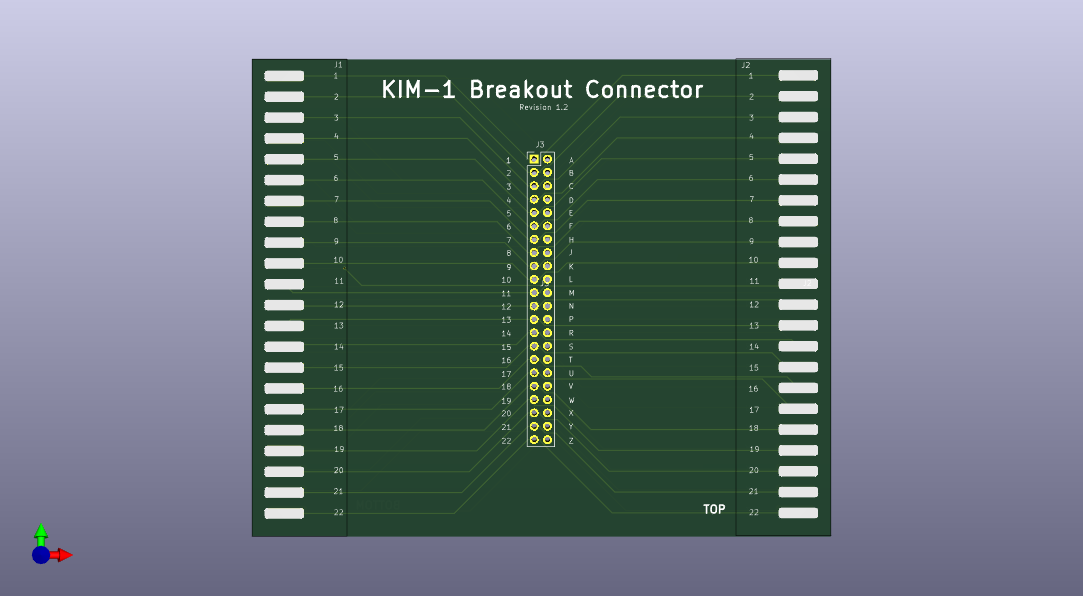 J1
J2
1
1
KIM-1 Breakout Connector
2
2
Revision 1.2
3
3
4
4
J3
5
1
A
5
2
B
6
3
C
6
7
4
D
7
5
E
8
6
F
8
9
7
H
9
8
J
10
9
K
10
11
10
L
11
11
M
12
12
N
12
13
13
P
13
14
R
14
15
S
14
15
16
T
15
17
U
16
18
V
16
17
19
W
17
20
X
18
21
Y
18
19
22
Z
19
20
20
21
21
22
TOP
22